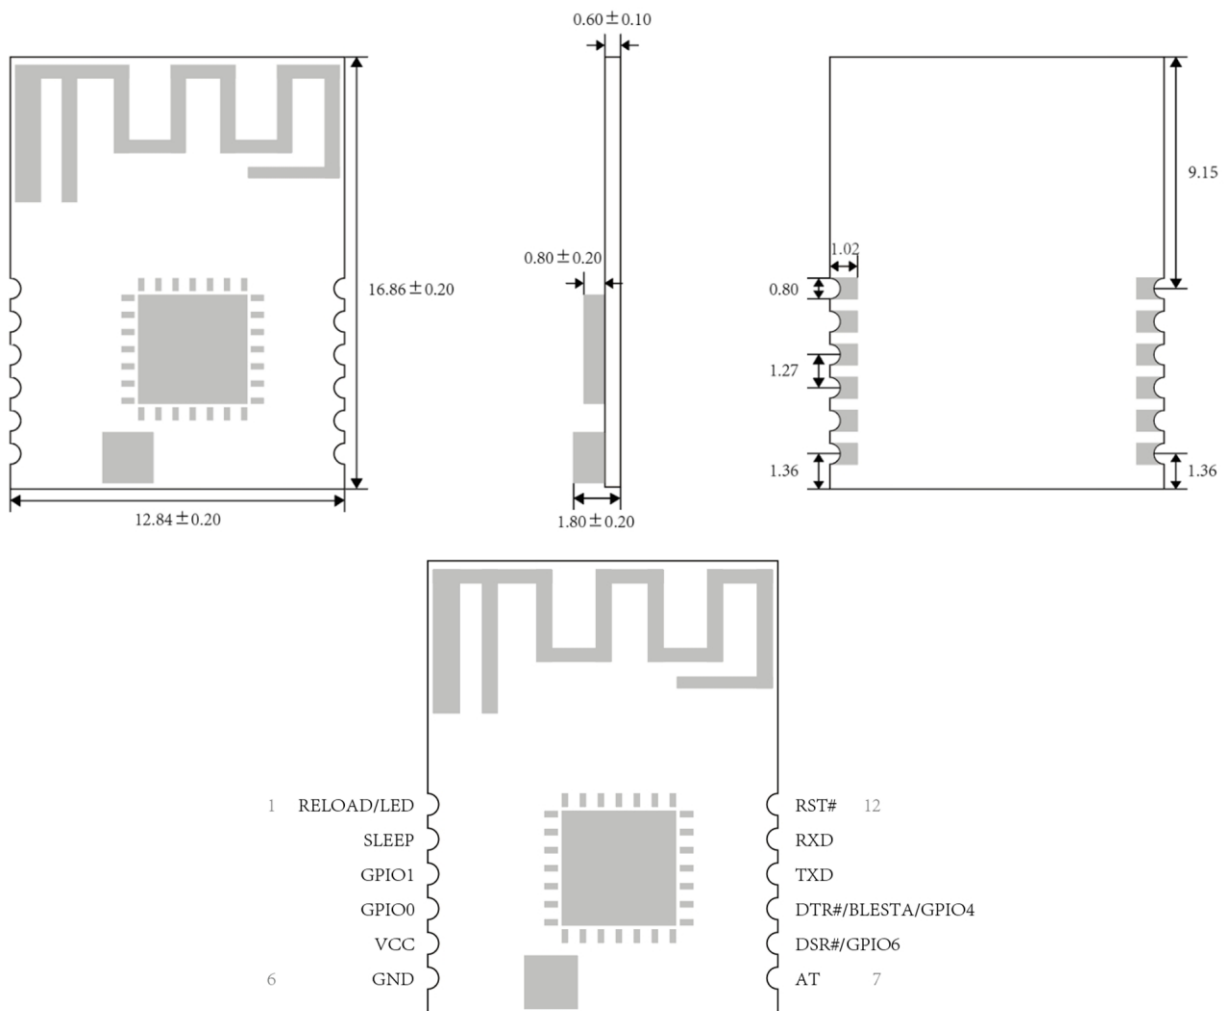 0.60±0.10
9.15
1.02
0.80±0.20
16.86±0.20
0.80
1.27
1.36
1.36
12.84±0.20
1.80±0.20
1 RELOAD/LED
RST# 12
SLEEP
RXD
GPIO1
TXD
GPIO0
DTR#/BLESTA/GPIO4
VCC
DSR#/GPIO6
6 GND
AT 7